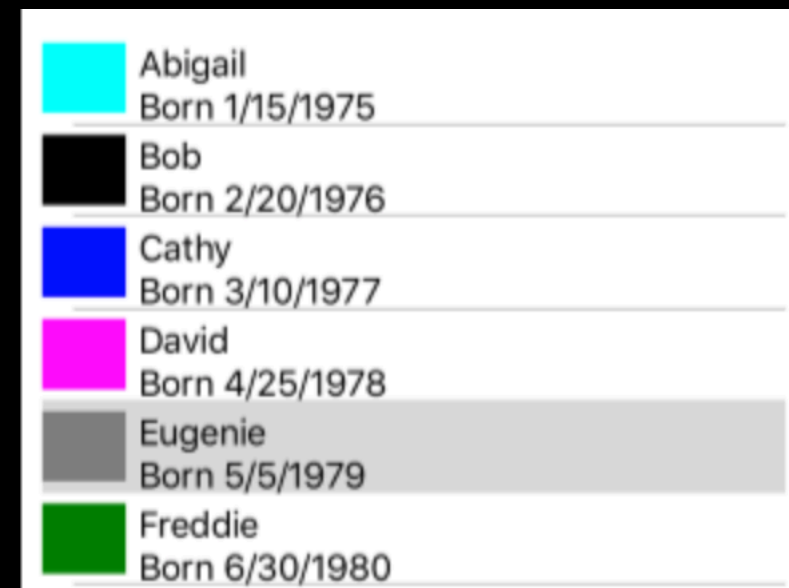 Abigail
Born 1/15/1975
Bob
Born 2/20/1976
Cathy
Born 3/10/1977
David
Born 4/25/1978
Eugenie
Born 5/5/1979
Freddie
Born 6/30/1980